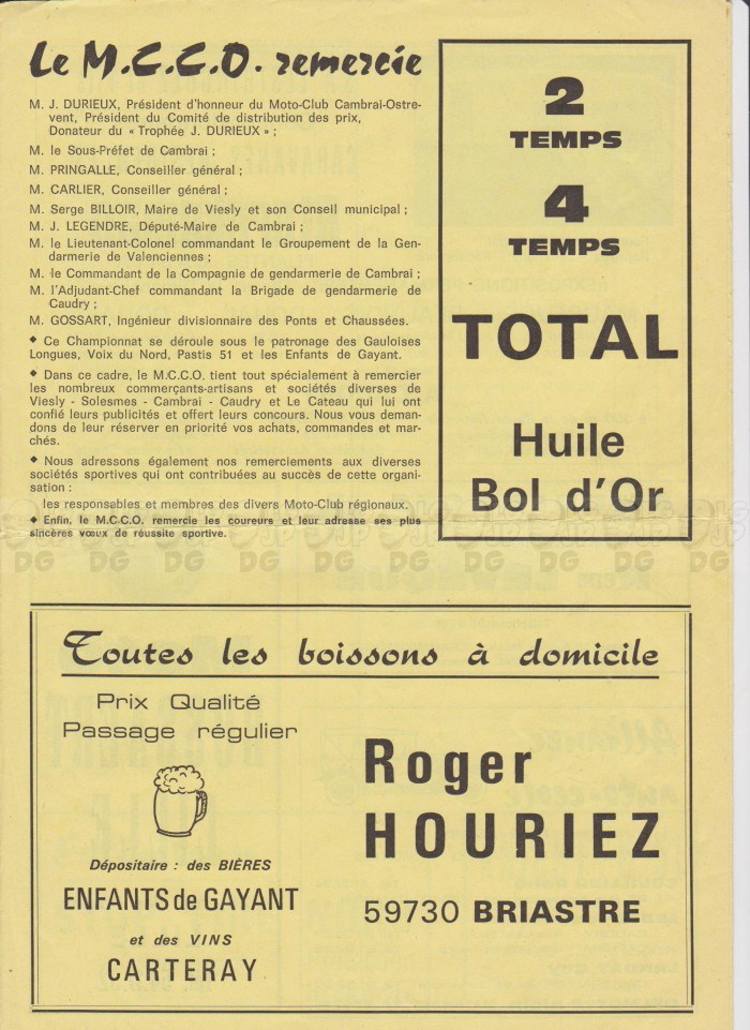 Le M.C.C.O. remercie
M. J. DURIEUX, Président d'honneur du Moto-Club Cambrai-Ostre-
vent, Président du Comité de distribution des prix,
Donateur du « Trophée J. DURIEUX » ;
M. le Sous-Préfet de Cambrai ;
M. PRINGALLE, Conseiller général ;
M. CARLIER, Conseiller général ;
M. Serge BILLOIR, Maire de Viesly et son Conseil municipal ;
M. J. LEGENDRE, Député-Maire de Cambrai ;
M. le Lieutenant-Colonel commandant le Groupement de la Gen-
darmerie de Valenciennes ;
M. le Commandant de la Compagnie de gendarmerie de Cambrai ;
M. l'Adjudant-Chef commandant la Brigade de gendarmerie de
Caudry ;
M. GOSSART, Ingénieur divisionnaire des Ponts et Chaussées.
◆ Ce Championnat se déroule sous le patronage des Gauloises
Longues, Voix du Nord, Pastis 51 et les Enfants de Gayant.
◆ Dans ce cadre, le M.C.C.O. tient tout spécialement à remercier
les nombreux commerçants-artisans et sociétés diverses de
Viesly - Solesmes - Cambrai - Caudry et Le Cateau qui lui ont
confié leurs publicités et offert leurs concours. Nous vous deman-
dons de leur réserver en priorité vos achats, commandes et mar-
chés.
◆ Nous adressons également nos remerciements aux diverses
sociétés sportives qui ont contribuées au succès de cette organi-
sation :
les responsables et membres des divers Moto-Club régionaux.
◆ Enfin, le M.C.C.O. remercie les coureurs et leur adresse ses plus
sincères vœux de réussite sportive.
2
TEMPS
4
TEMPS
TOTAL
Huile
Bol d'Or
Toutes les boissons à domicile
Prix Qualité
Passage régulier
Dépositaire : des BIÈRES
ENFANTS de GAYANT
et des VINS
CARTERAY
Roger
HOURIEZ
59730 BRIASTRE
DG DG DG DG DG DG DG DG